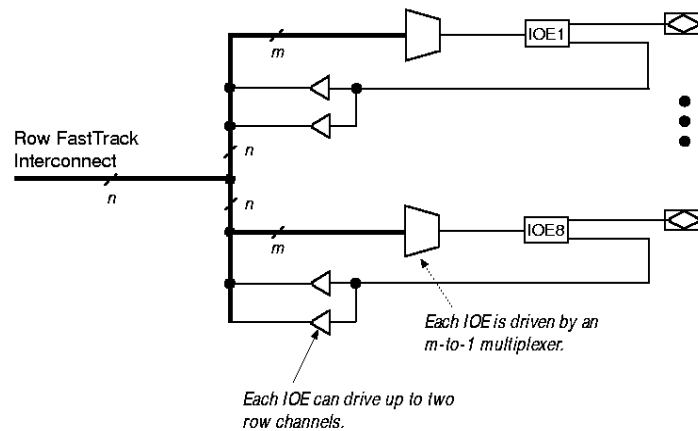 m
IOE1
Row FastTrack
Interconnect
n
n
n
m
IOE8
Each IOE is driven by an
m-to-1 multiplexer.
Each IOE can drive up to two
row channels.